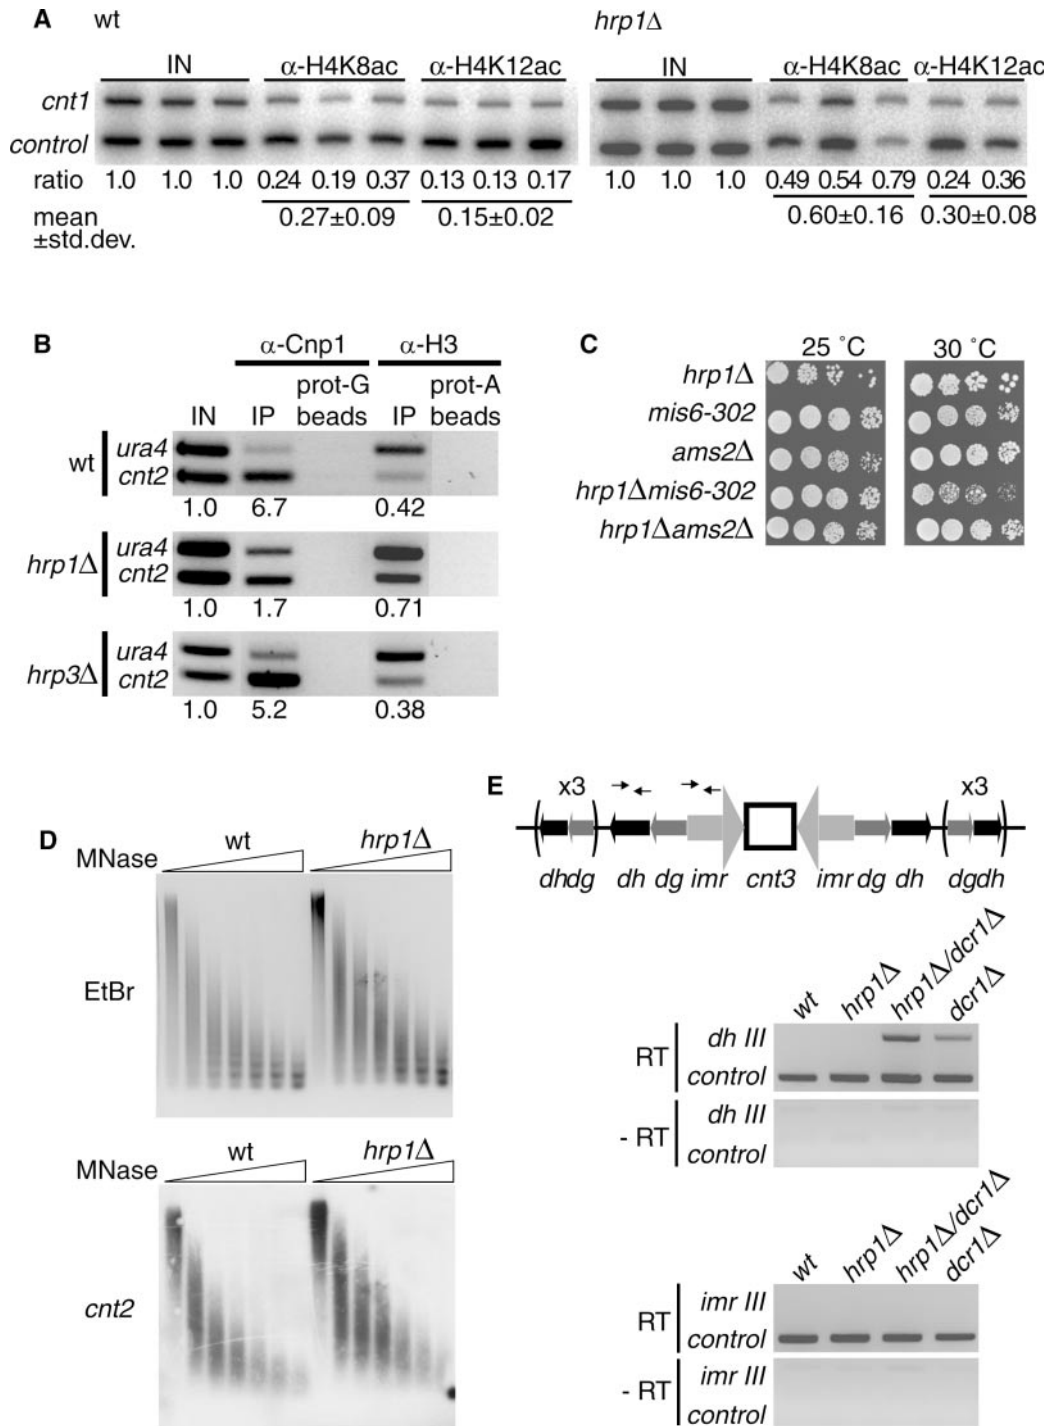 A wt hrp1Δ
IN α-H4K8ac α-H4K12ac IN α-H4K8ac α-H4K12ac
cnt1
control
ratio 1.0 1.0 1.0 0.24 0.19 0.37 0.13 0.13 0.17 1.0 1.0 1.0 0.49 0.54 0.79 0.24 0.36
mean 0.27±0.09 0.15±0.02 0.60±0.16 0.30±0.08
±std.dev.
B α-Cnp1 α-H3
prot-G prot-A
IN IP beads IP beads
wt ura4
cnt2
1.0 6.7 0.42
hrp1Δ ura4
cnt2
1.0 1.7 0.71
hrp3Δ ura4
cnt2
1.0 5.2 0.38
C 25 °C 30 °C
hrp1Δ
mis6-302
ams2Δ
hrp1Δmis6-302
hrp1Δams2Δ
D wt hrp1Δ
MNase
EtBr
wt hrp1Δ
MNase
cnt2
E
x3 x3
dhdg dh dg imr cnt3 imr dg dh dgdh
wt hrp1Δ hrp1Δ/dcr1Δ dcr1Δ
RT dh III
control
- RT dh III
control
wt hrp1Δ hrp1Δ/dcr1Δ dcr1Δ
RT imr III
control
- RT imr III
control